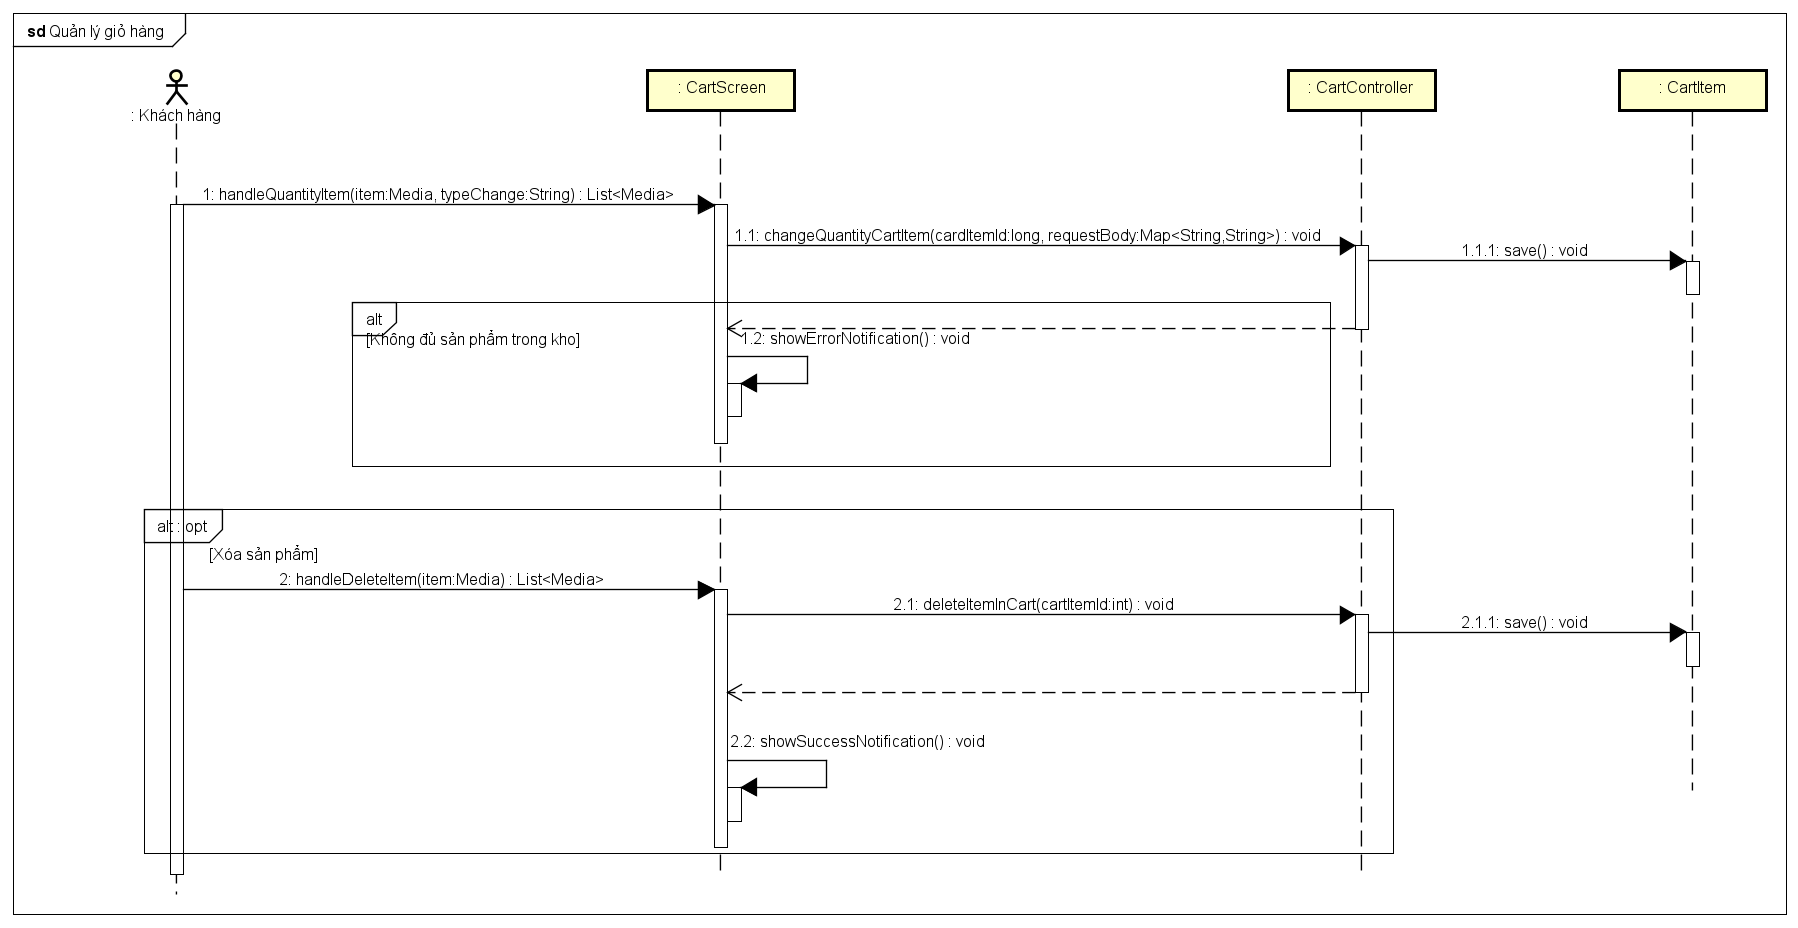 sd Quản lý giỏ hàng
: Khách hàng
: CartScreen
: CartController
: CartItem
1: handleQuantityItem(item:Media, typeChange:String) : List<Media>
1.1: changeQuantityCartItem(cardItemId:long, requestBody:Map<String,String>) : void
1.1.1: save() : void
alt
[Không đủ sản phẩm trong kho]
1.2: showErrorNotification() : void
alt : opt
[Xóa sản phẩm]
2: handleDeleteItem(item:Media) : List<Media>
2.1: deleteItemInCart(cartItemId:int) : void
2.1.1: save() : void
2.2: showSuccessNotification() : void